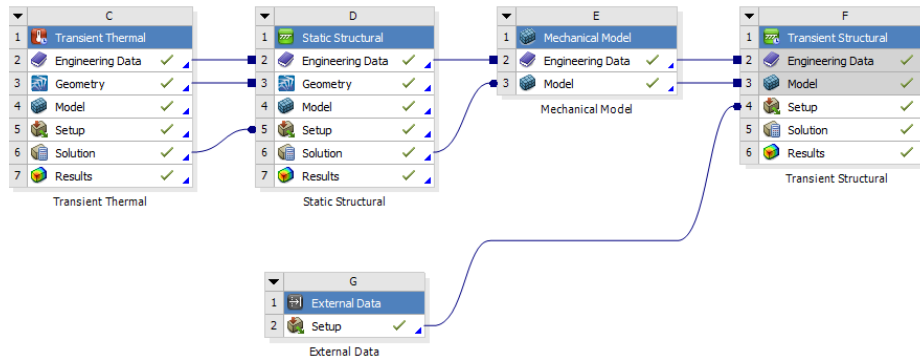 C
1 Transient Thermal
2 Engineering Data
3 Geometry
4 Model
5 Setup
6 Solution
7 Results
Transient Thermal
D
1 Static Structural
2 Engineering Data
3 Geometry
4 Model
5 Setup
6 Solution
7 Results
Static Structural
E
1 Mechanical Model
2 Engineering Data
3 Model
Mechanical Model
F
1 Transient Structural
2 Engineering Data
3 Model
4 Setup
5 Solution
6 Results
Transient Structural
G
1 External Data
2 Setup
External Data